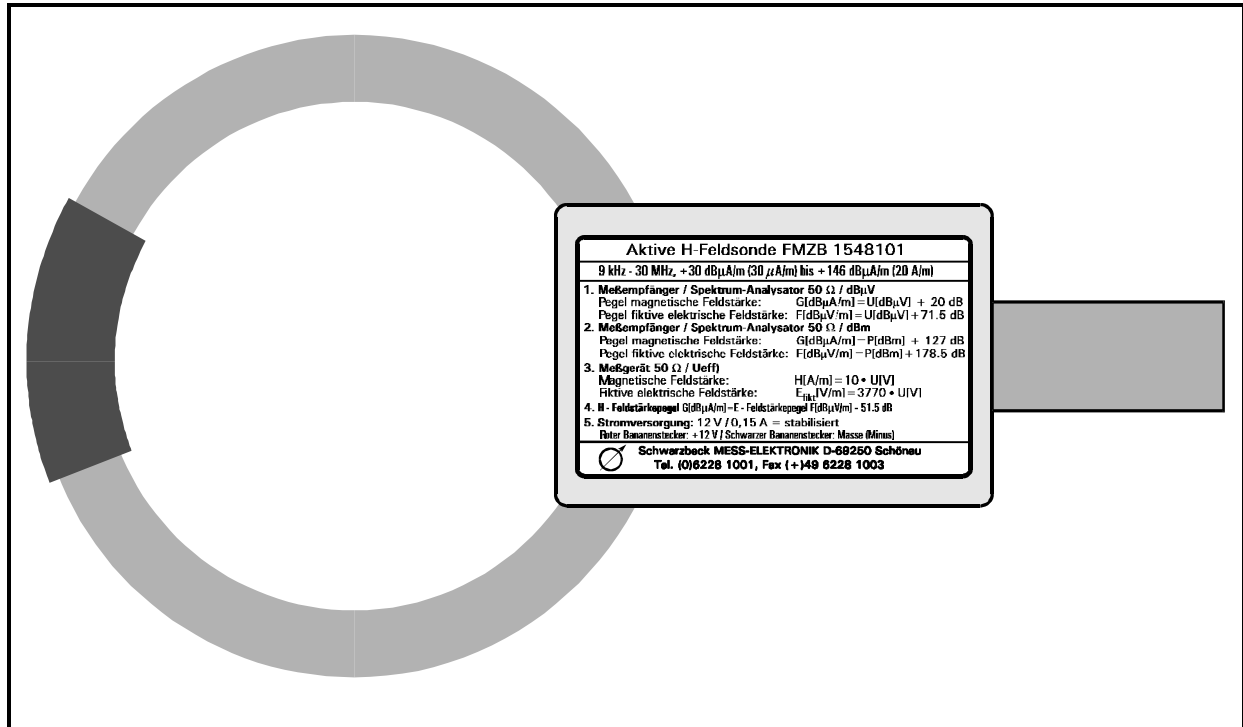 Aktive H-Feldsonde FMZB 1548101
9 kHz - 30 MHz, +30 dBµA/m (30 µA/m) bis +146 dBµA/m (20 A/m)
1. Meßempfänger / Spektrum-Analysator 50 Ω / dBµV
Pegel magnetische Feldstärke: G[dBµA/m]=U[dBµV] + 20 dB
Pegel fiktive elektrische Feldstärke: F[dBµV/m]=U[dBµV]+71.5 dB
2. Meßempfänger / Spektrum-Analysator 50 Ω / dBm
Pegel magnetische Feldstärke: G[dBµA/m]=P[dBm] + 127 dB
Pegel fiktive elektrische Feldstärke: F[dBµV/m]=P[dBm]+178.5 dB
3. Meßgerät 50 Ω / Ueff)
Magnetische Feldstärke: H[A/m]=10 • U[V]
Fiktive elektrische Feldstärke: Efikt[V/m]=3770 • U[V]
4. H - Feldstärkepegel G[dBµA/m]=E - Feldstärkepegel F[dBµV/m] - 51.5 dB
5. Stromversorgung: 12 V / 0,15 A = stabilisiert
Roter Bananenstecker: +12 V / Schwarzer Bananenstecker: Masse (Minus)
Schwarzbeck MESS-ELEKTRONIK D-69250 Schönau
Tel. (0)6228 1001, Fax (+)49 6228 1003